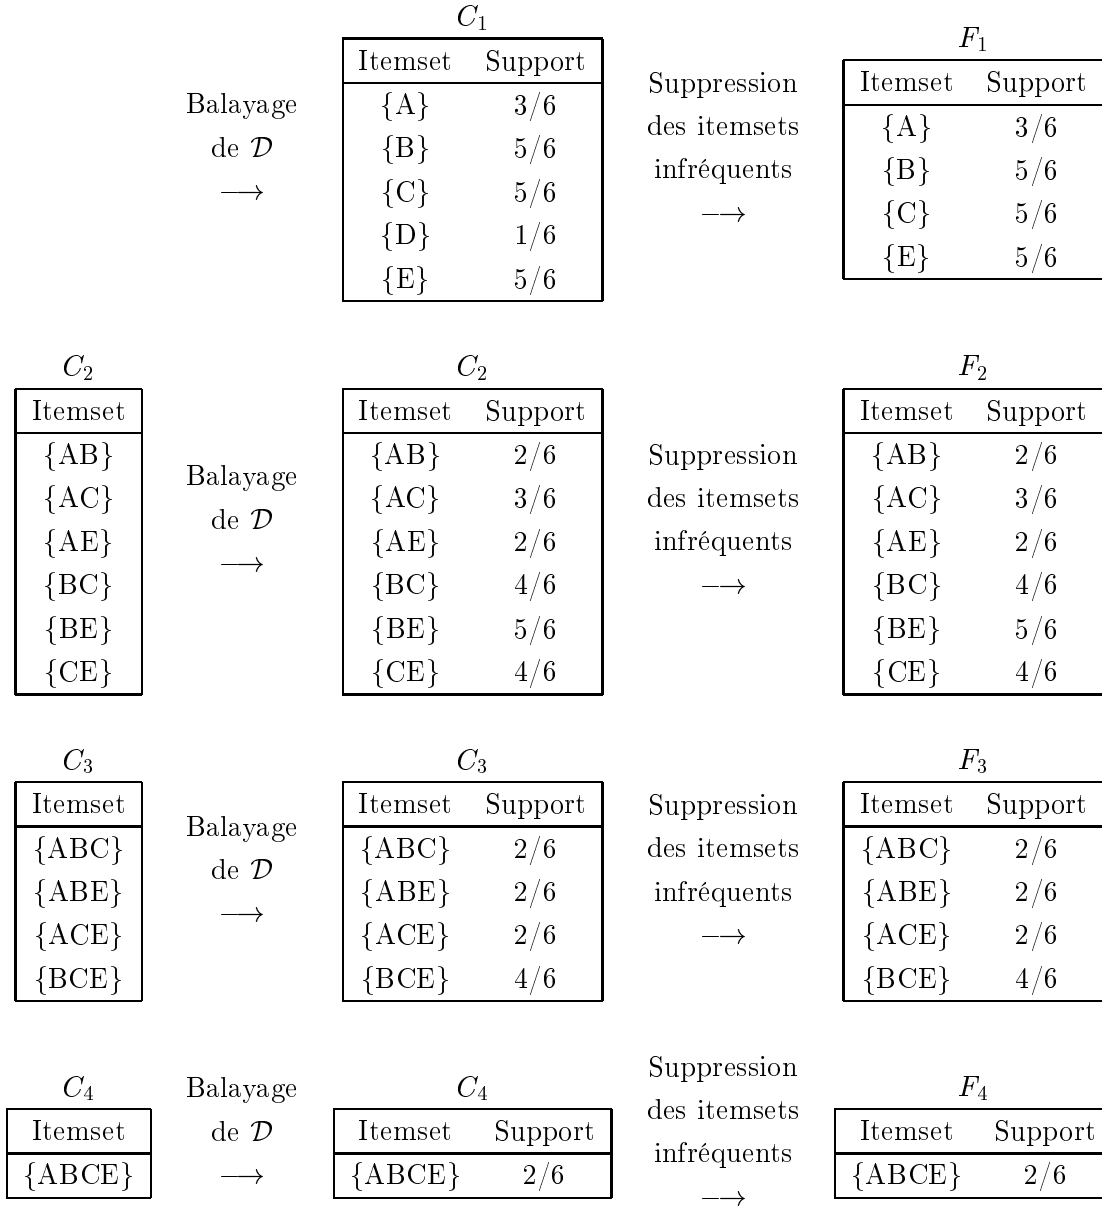 C1
Itemset Support
{A} 3/6
{B} 5/6
{C} 5/6
{D} 1/6
{E} 5/6
Balayage
de D
⟶
Suppression
des itemsets
infréquents
⟶
F1
Itemset Support
{A} 3/6
{B} 5/6
{C} 5/6
{E} 5/6
C2
Itemset
{AB}
{AC}
{AE}
{BC}
{BE}
{CE}
Balayage
de D
⟶
C2
Itemset Support
{AB} 2/6
{AC} 3/6
{AE} 2/6
{BC} 4/6
{BE} 5/6
{CE} 4/6
Suppression
des itemsets
infréquents
⟶
F2
Itemset Support
{AB} 2/6
{AC} 3/6
{AE} 2/6
{BC} 4/6
{BE} 5/6
{CE} 4/6
C3
Itemset
{ABC}
{ABE}
{ACE}
{BCE}
Balayage
de D
⟶
C3
Itemset Support
{ABC} 2/6
{ABE} 2/6
{ACE} 2/6
{BCE} 4/6
Suppression
des itemsets
infréquents
⟶
F3
Itemset Support
{ABC} 2/6
{ABE} 2/6
{ACE} 2/6
{BCE} 4/6
C4
Itemset
{ABCE}
Balayage
de D
⟶
C4
Itemset Support
{ABCE} 2/6
Suppression
des itemsets
infréquents
⟶
F4
Itemset Support
{ABCE} 2/6